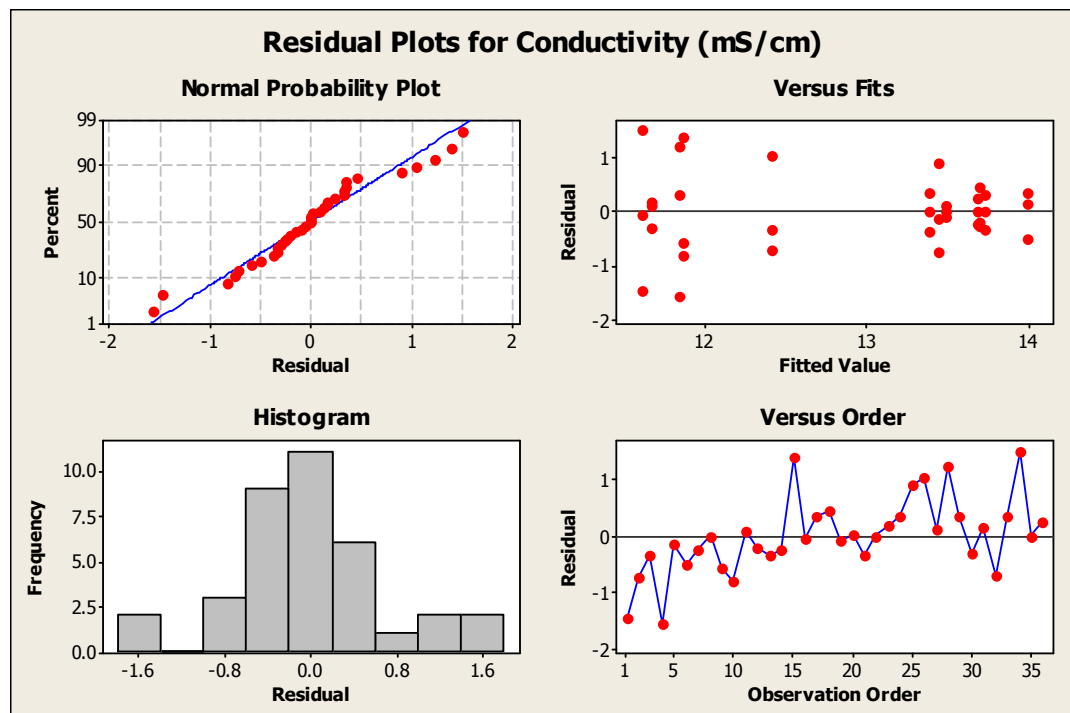 Residual Plots for Conductivity (mS/cm)
Normal Probability Plot
99
90
50
10
1
Percent
-2 -1 0 1 2
Residual
Versus Fits
1
0
-1
-2
Residual
12 13 14
Fitted Value
Histogram
10.0
7.5
5.0
2.5
0.0
Frequency
-1.6 -0.8 0.0 0.8 1.6
Residual
Versus Order
1
0
-1
-2
Residual
1 5 10 15 20 25 30 35
Observation Order